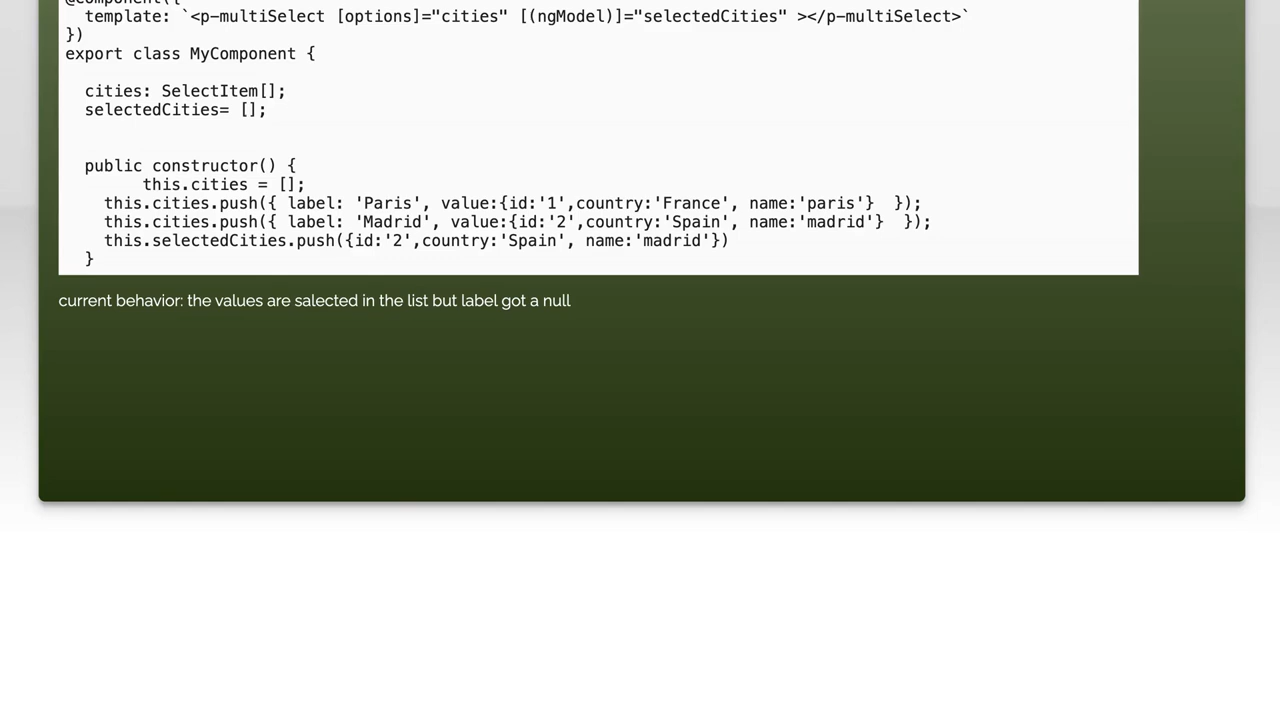 @Component({
  template: `<p-multiSelect [options]="cities" [(ngModel)]="selectedCities" ></p-multiSelect>`
})
export class MyComponent {
  cities: SelectItem[];
  selectedCities= [];
  public constructor() {
        this.cities = [];
    this.cities.push({ label: 'Paris', value:{id:'1',country:'France', name:'paris'}  });
    this.cities.push({ label: 'Madrid', value:{id:'2',country:'Spain', name:'madrid'}  });
    this.selectedCities.push({id:'2',country:'Spain', name:'madrid'})
  }
current behavior: the values are salected in the list but label got a null